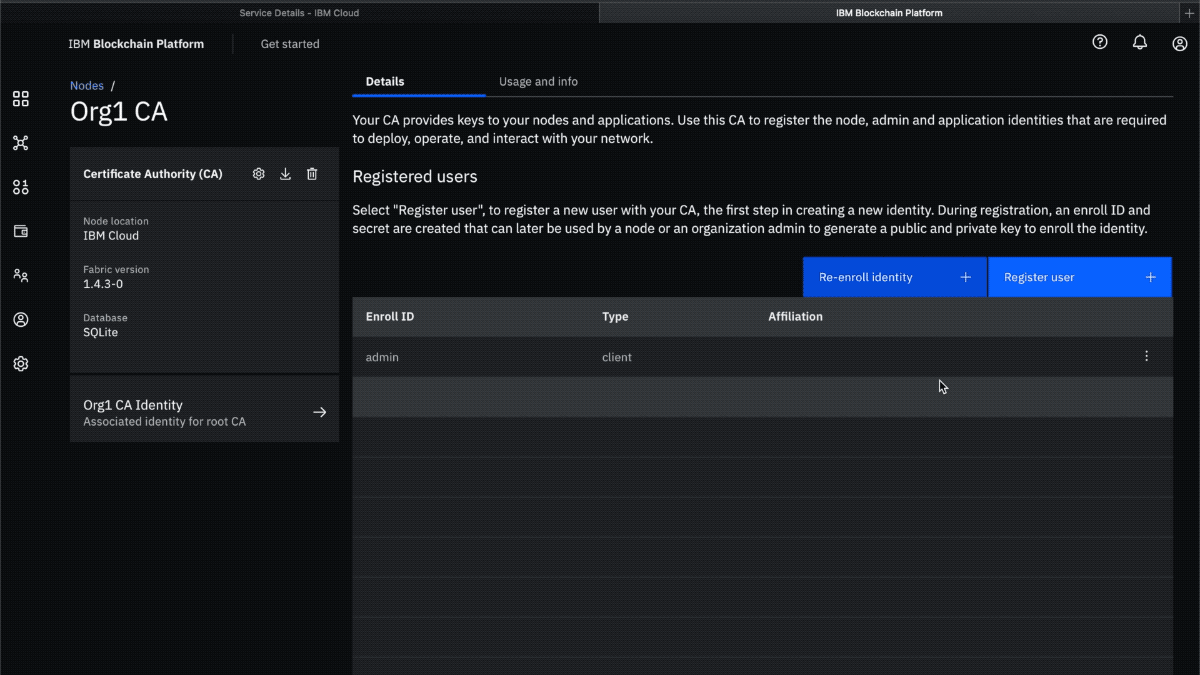 Service Details - IBM Cloud
IBM Blockchain Platform
IBM Blockchain Platform
Get started
Nodes /
Org1 CA
Certificate Authority (CA)
Node location
IBM Cloud
Fabric version
1.4.3-0
Database
SQLite
Org1 CA Identity
Associated identity for root CA
Details
Usage and info
Your CA provides keys to your nodes and applications. Use this CA to register the node, admin and application identities that are required
to deploy, operate, and interact with your network.
Registered users
Select "Register user", to register a new user with your CA, the first step in creating a new identity. During registration, an enroll ID and
secret are created that can later be used by a node or an organization admin to generate a public and private key to enroll the identity.
Re-enroll identity
Register user
Enroll ID Type Affiliation
admin client